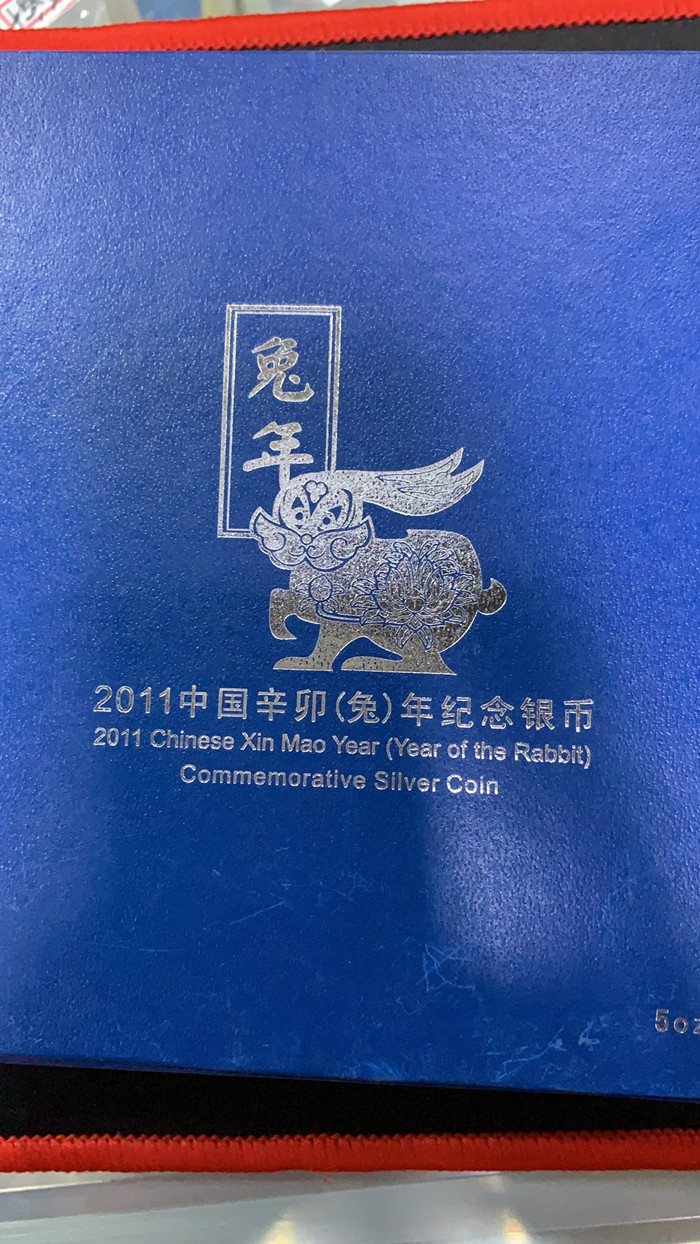 兔年
2011中国辛卯(兔)年纪念银币
2011 Chinese Xin Mao Year (Year of the Rabbit)
Commemorative Silver Coin
5oz